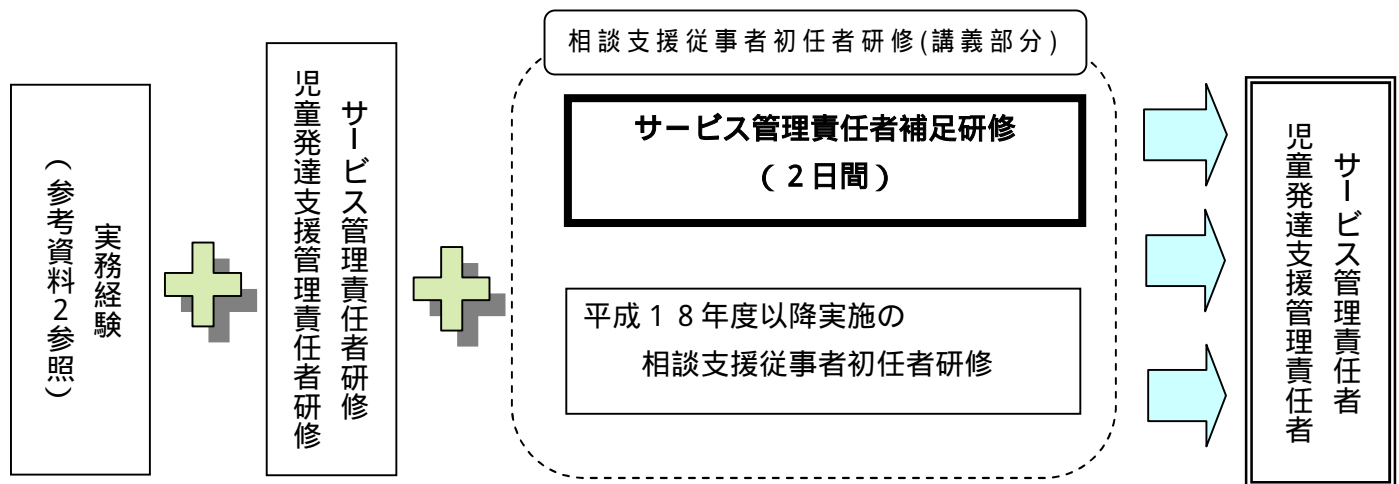 実務経験
(参考資料2参照)
サービス管理責任者研修
児童発達支援管理責任者研修
相談支援従事者初任者研修(講義部分)
サービス管理責任者補足研修
(2日間)
平成18年度以降実施の
相談支援従事者初任者研修
サービス管理責任者
児童発達支援管理責任者